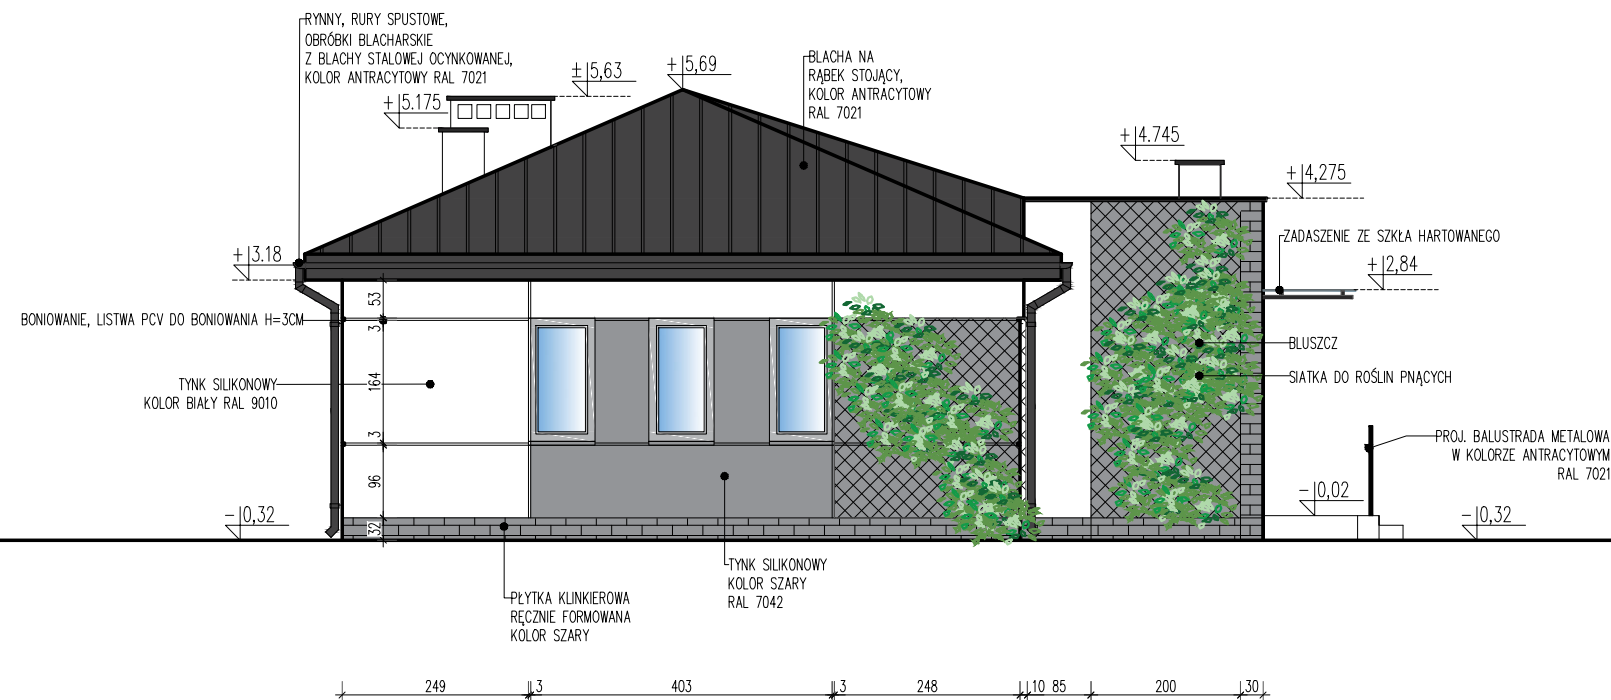 RYNNY, RURY SPUSTOWE,
OBRÓBKI BLACHARSKIE
Z BLACHY STALOWEJ OCYNKOWANEJ,
KOLOR ANTRACYTOWY RAL 7021
+5.175
±5,63
+5,69
BLACHA NA
RĄBEK STOJĄCY,
KOLOR ANTRACYTOWY
RAL 7021
+4.745
+4,275
ZADASZENIE ZE SZKŁA HARTOWANEGO
+2,84
+3.18
BONIOWANIE, LISTWA PCV DO BONIOWANIA H=3CM
TYNK SILIKONOWY
KOLOR BIAŁY RAL 9010
53
3
164
3
96
32
BLUSZCZ
SIATKA DO ROŚLIN PNĄCYCH
PROJ. BALUSTRADA METALOWA
W KOLORZE ANTRACYTOWYM
RAL 7021
-0,02
-0,32
-0,32
TYNK SILIKONOWY
KOLOR SZARY
RAL 7042
PŁYTKA KLINKIEROWA
RĘCZNIE FORMOWANA
KOLOR SZARY
249 3 403 3 248 10 85 200 30